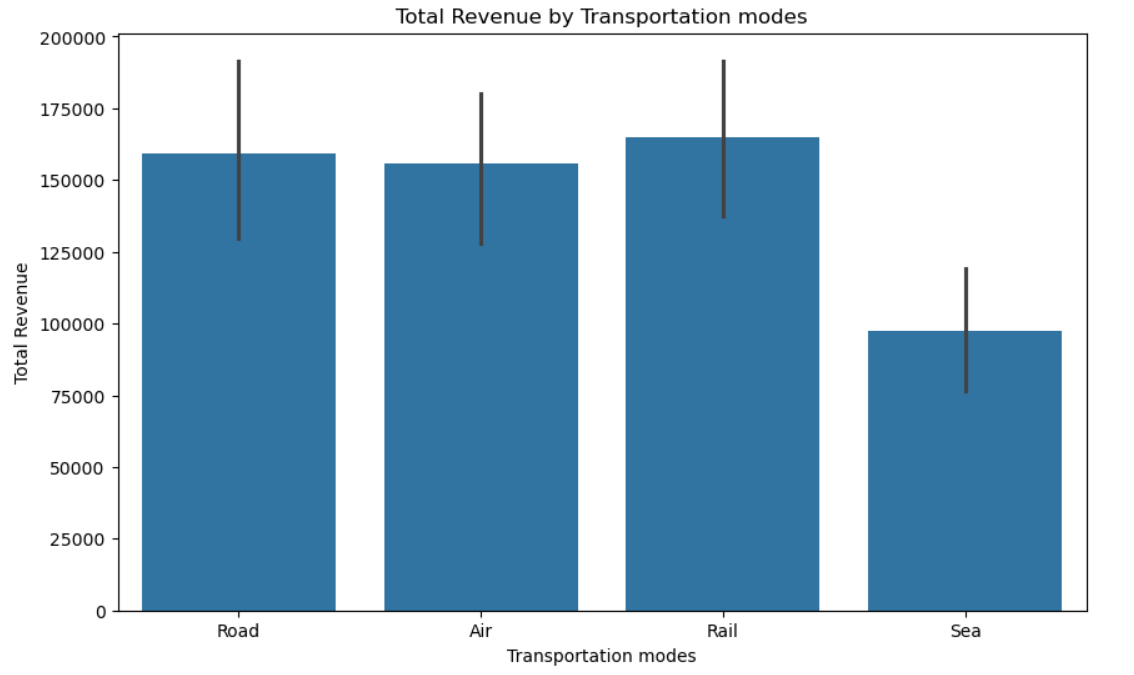 Total Revenue by Transportation modes
Total Revenue
200000
175000
150000
125000
100000
75000
50000
25000
0
Road Air Rail Sea
Transportation modes